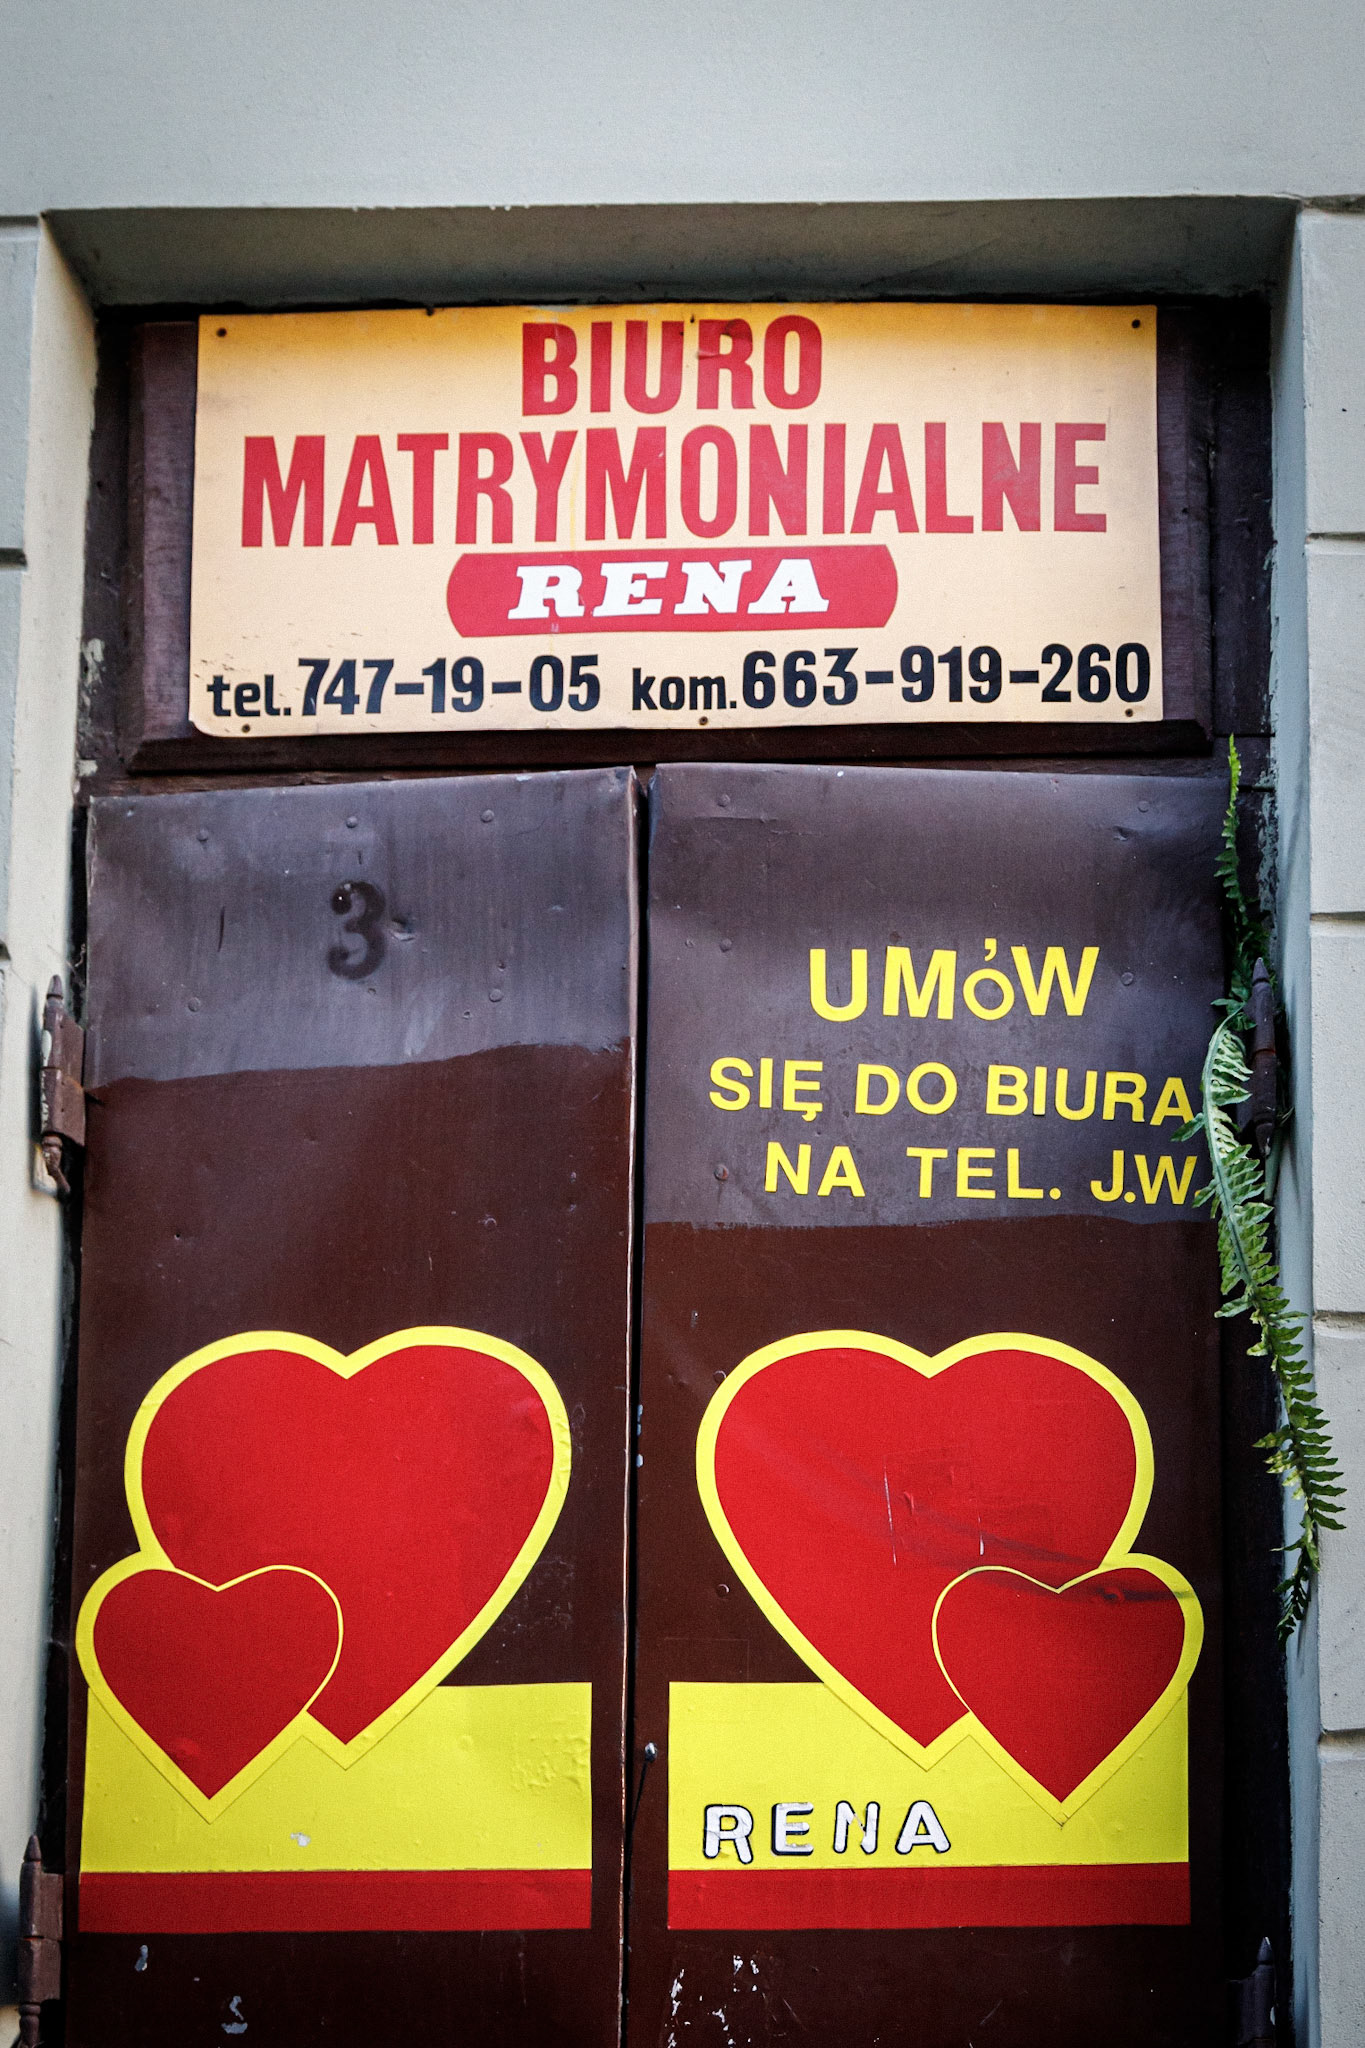 BIURO
MATRYMONIALNE
RENA
tel. 747-19-05 kom. 663-919-260
3
UMóW
SIĘ DO BIURA
NA TEL. J.W.
RENA